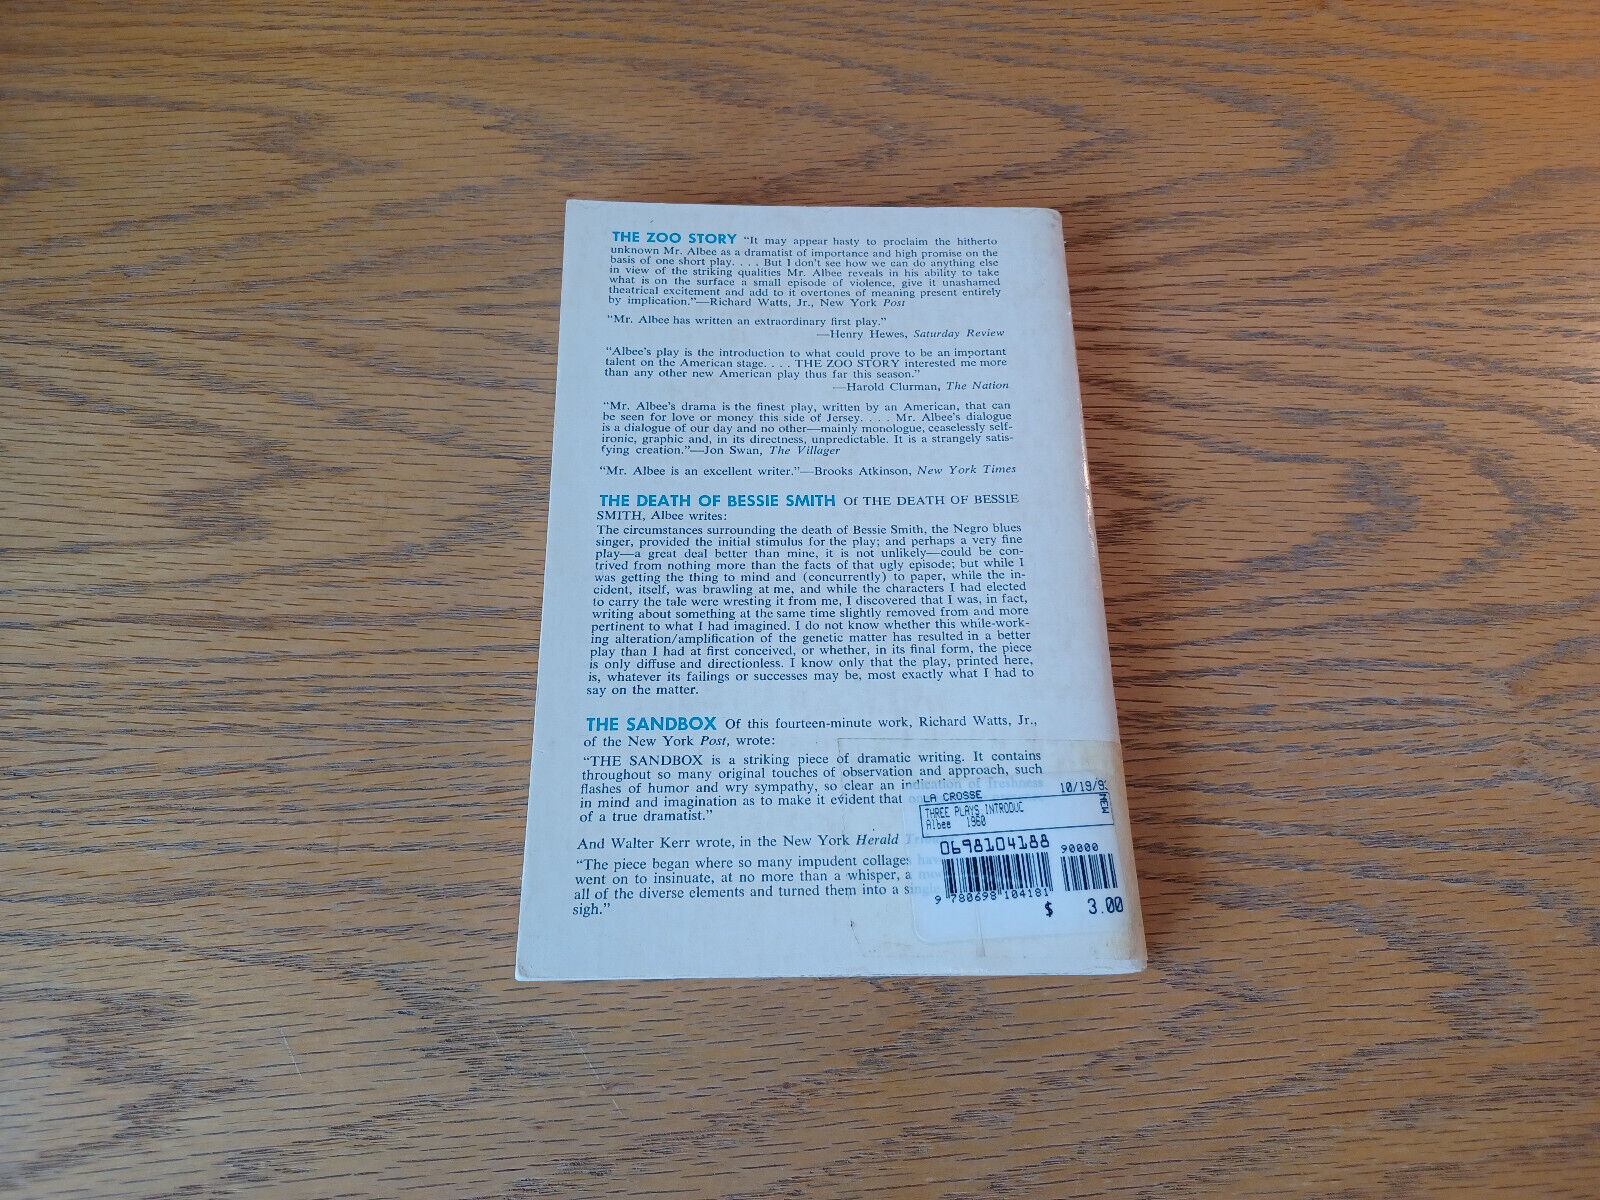 THE ZOO STORY “It may appear hasty to proclaim the hitherto
unknown Mr. Albee as a dramatist of importance and high promise on the
basis of one short play. . . . But I don't see how we can do anything else
in view of the striking qualities Mr. Albee reveals in his ability to take
what is on the surface a small episode of violence, give it unashamed
theatrical excitement and add to it overtones of meaning present entirely
by implication.”—Richard Watts, Jr., New York Post
“Mr. Albee has written an extraordinary first play.”
—Henry Hewes, Saturday Review
“Albee's play is the introduction to what could prove to be an important
talent on the American stage. . . . THE ZOO STORY interested me more
than any other new American play thus far this season.”
—Harold Clurman, The Nation
“Mr. Albee's drama is the finest play, written by an American, that can
be seen for love or money this side of Jersey. . . . Mr. Albee's dialogue
is a dialogue of our day and no other—mainly monologue, ceaselessly self-
ironic, graphic and, in its directness, unpredictable. It is a strangely satis-
fying creation.”—Jon Swan, The Villager
“Mr. Albee is an excellent writer.”—Brooks Atkinson, New York Times
THE DEATH OF BESSIE SMITH Of THE DEATH OF BESSIE
SMITH, Albee writes:
The circumstances surrounding the death of Bessie Smith, the Negro blues
singer, provided the initial stimulus for the play; and perhaps a very fine
play—a great deal better than mine, it is not unlikely—could be con-
trived from nothing more than the facts of that ugly episode; but while I
was getting the thing to mind and (concurrently) to paper, while the in-
cident, itself, was brawling at me, and while the characters I had elected
to carry the tale were wresting it from me, I discovered that I was, in fact,
writing about something at the same time slightly removed from and more
pertinent to what I had imagined. I do not know whether this while-work-
ing alteration/amplification of the genetic matter has resulted in a better
play than I had at first conceived, or whether, in its final form, the piece
is only diffuse and directionless. I know only that the play, printed here,
is, whatever its failings or successes may be, most exactly what I had to
say on the matter.
THE SANDBOX Of this fourteen-minute work, Richard Watts, Jr.,
of the New York Post, wrote:
“THE SANDBOX is a striking piece of dramatic writing. It contains
throughout so many original touches of observation and approach, such
flashes of humor and wry sympathy, so clear an indication of freshness
in mind and imagination as to make it evident that
of a true dramatist.”
And Walter Kerr wrote, in the New York Herald
“The piece began where so many impudent collages
went on to insinuate, at no more than a whisper, a
all of the diverse elements and turned them into a single
sigh.”
LA CROSSE 10/19/9
THREE PLAYS INTRODUC
Albee 1960
NEW
0698104188
90000
9 780698 104181
$ 3.00